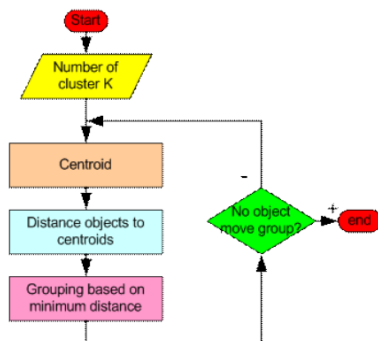 Start
Number of
cluster K
Centroid
Distance objects to
centroids
Grouping based on
minimum distance
-
No object
move group?
+
end